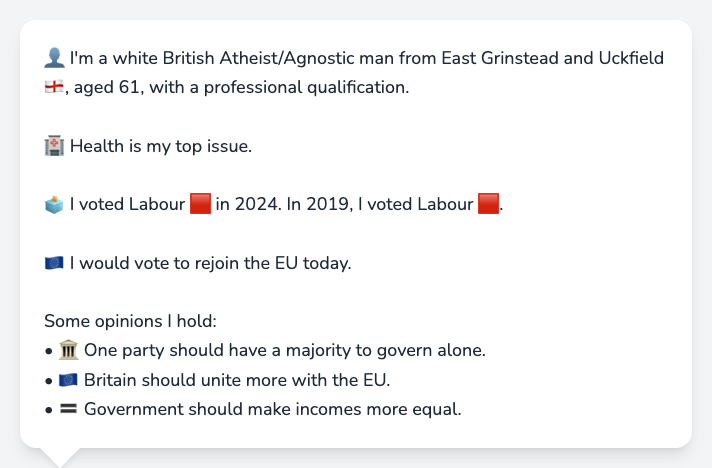 👤 I'm a white British Atheist/Agnostic man from East Grinstead and Uckfield
🏴󠁧󠁢󠁥󠁮󠁧󠁿, aged 61, with a professional qualification.
🏥 Health is my top issue.
🗳️ I voted Labour 🟥 in 2024. In 2019, I voted Labour 🟥.
🇪🇺 I would vote to rejoin the EU today.
Some opinions I hold:
• 🏛️ One party should have a majority to govern alone.
• 🇪🇺 Britain should unite more with the EU.
• 🟰 Government should make incomes more equal.